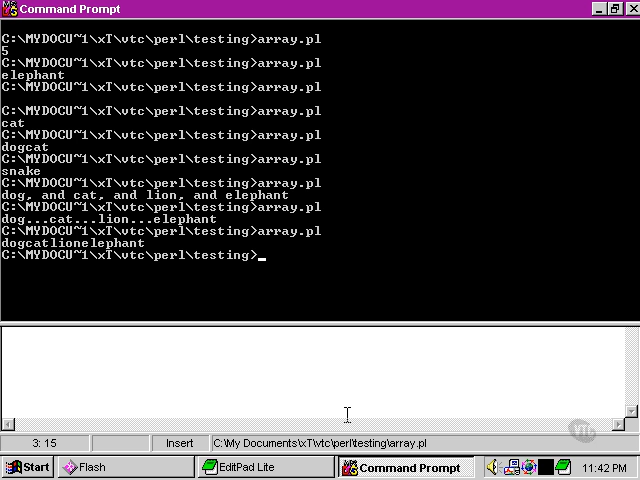 Command Prompt
C:\MYDOCU~1\xT\vtc\perl\testing>array.pl
5
C:\MYDOCU~1\xT\vtc\perl\testing>array.pl
elephant
C:\MYDOCU~1\xT\vtc\perl\testing>array.pl
C:\MYDOCU~1\xT\vtc\perl\testing>array.pl
cat
C:\MYDOCU~1\xT\vtc\perl\testing>array.pl
dogcat
C:\MYDOCU~1\xT\vtc\perl\testing>array.pl
snake
C:\MYDOCU~1\xT\vtc\perl\testing>array.pl
dog, and cat, and lion, and elephant
C:\MYDOCU~1\xT\vtc\perl\testing>array.pl
dog...cat...lion...elephant
C:\MYDOCU~1\xT\vtc\perl\testing>array.pl
dogcatlionelephant
C:\MYDOCU~1\xT\vtc\perl\testing>
VTC
3: 15 Insert C:\My Documents\xT\vtc\perl\testing\array.pl
Start Flash EditPad Lite Command Prompt 11:42 PM